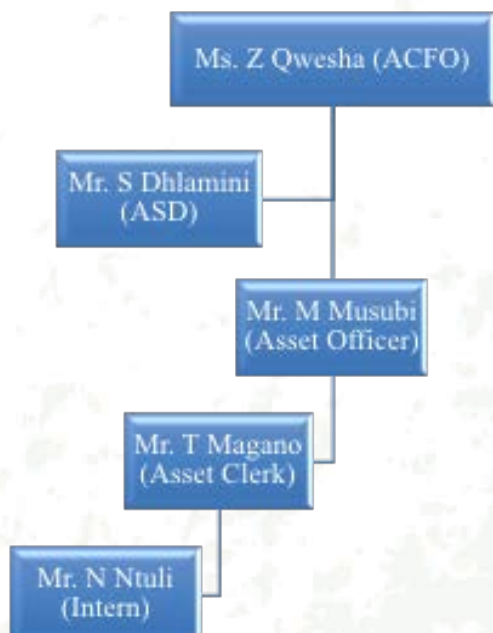 Ms. Z Qwesha (ACFO)
Mr. S Dhlamini
(ASD)
Mr. M Musubi
(Asset Officer)
Mr. T Magano
(Asset Clerk)
Mr. N Ntuli
(Intern)